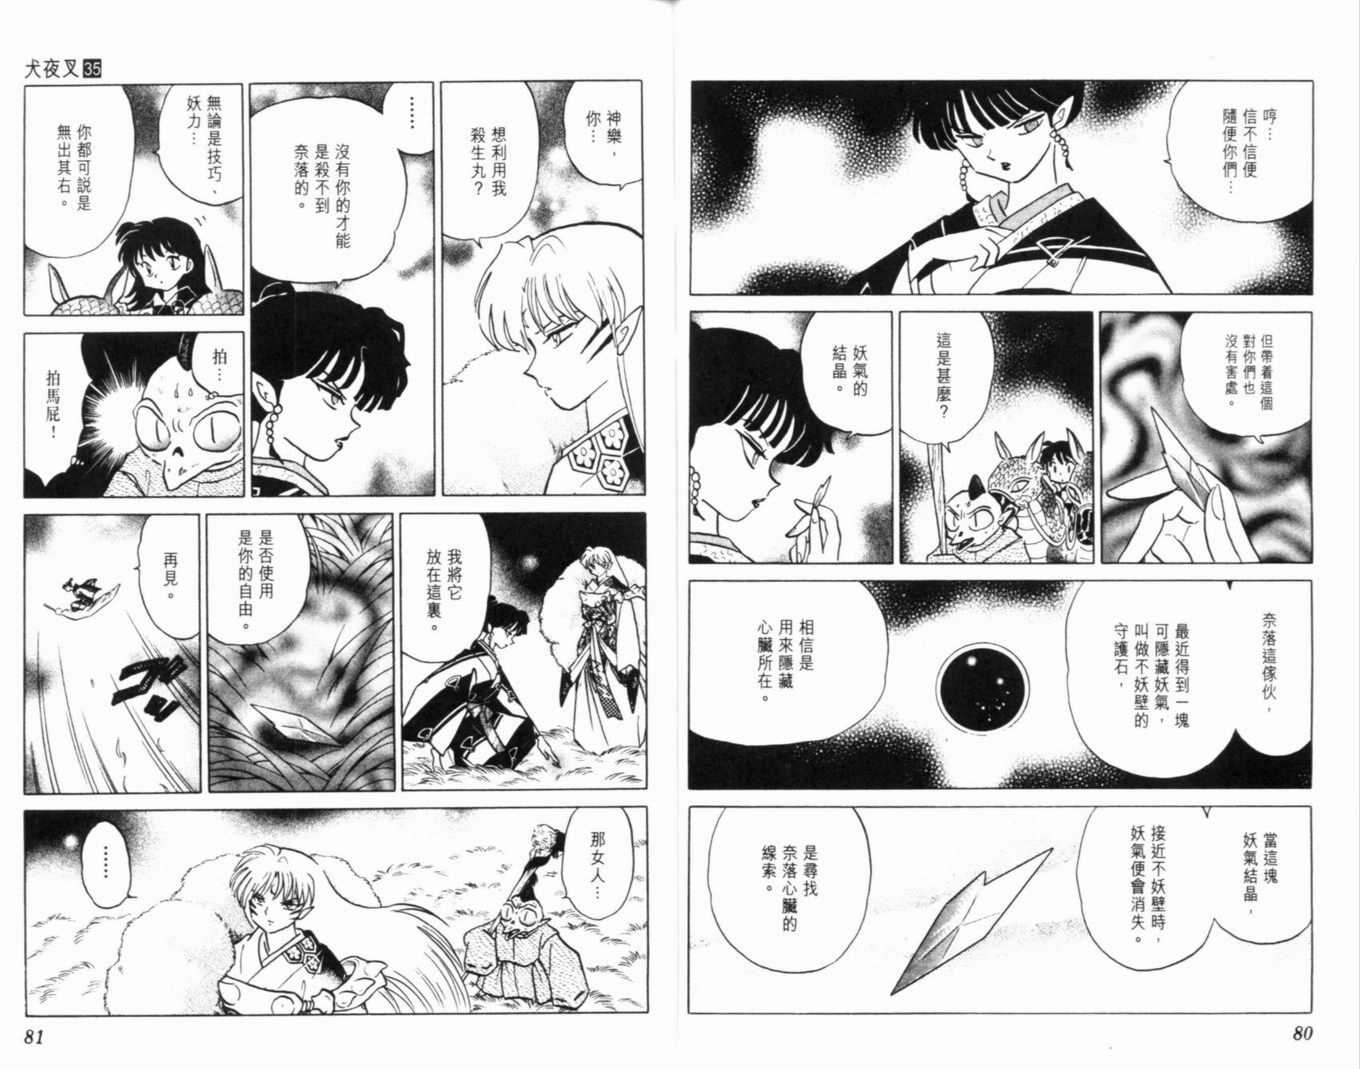 哼…
信不信便
隨便你們…
但帶着這個
對你們也
沒有害處。
這是甚麼?
妖氣的
結晶。
奈落這傢伙，
最近得到一塊
可隱藏妖氣，
叫做不妖壁的
守護石，
相信是
用來隱藏
心臟所在。
當這塊
妖氣結晶，
接近不妖壁時，
妖氣便會消失。
是尋找
奈落心臟的
線索。
80
犬夜叉35
神樂，
你…
想利用我
殺生丸?
……
沒有你的才能
是殺不到
奈落的。
無論是技巧、
妖力…
你都可説是
無出其右。
拍…
拍馬屁!
我將它
放在這裏。
是否使用
是你的自由。
再見。
ゴォ
那女人…
……
81